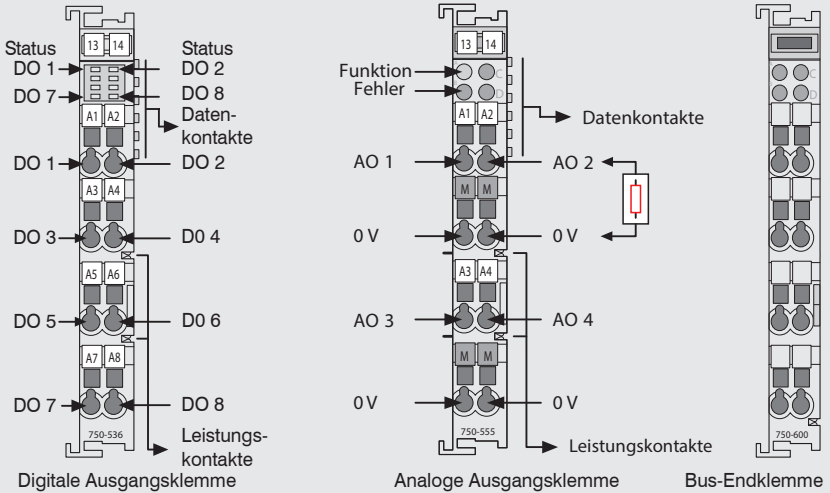 13 14
Status
Status
DO 1
DO 2
DO 7
DO 8
A1 A2
Daten-
kontakte
DO 1
DO 2
A3 A4
DO 3
D0 4
A5 A6
DO 5
D0 6
A7 A8
DO 7
DO 8
750-536
Leistungs-
kontakte
Digitale Ausgangsklemme
13 14
Funktion
C
Fehler
D
A1 A2
Datenkontakte
AO 1
AO 2
M M
0 V
0 V
A3 A4
AO 3
AO 4
M M
0 V
0 V
750-555
Leistungskontakte
Analoge Ausgangsklemme
C
D
750-600
Bus-Endklemme